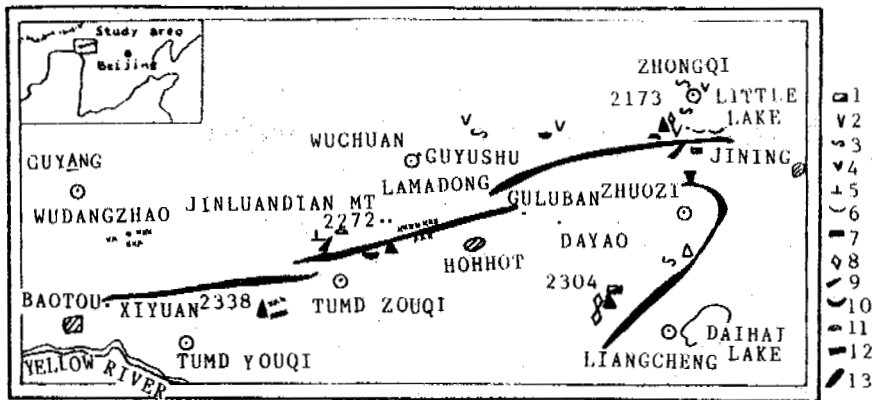 Study area
Beijing
ZHONGQI
2173
LITTLE
LAKE
WUCHUAN
GUYUSHU
GUYANG
LAMADONG
JINING
JINLUANDIAN MT
GULUBAN
ZHUOZI
WUDANGZHAO
2272
DAYAO
HOHHOT
2304
BAOTOU
XIYUAN
2338
TUMD ZOUQI
DAIHAI
LAKE
TUMD YOUQI
LIANGCHENG
YELLOW RIVER
1
2
3
4
5
6
7
8
9
10
11
12
13